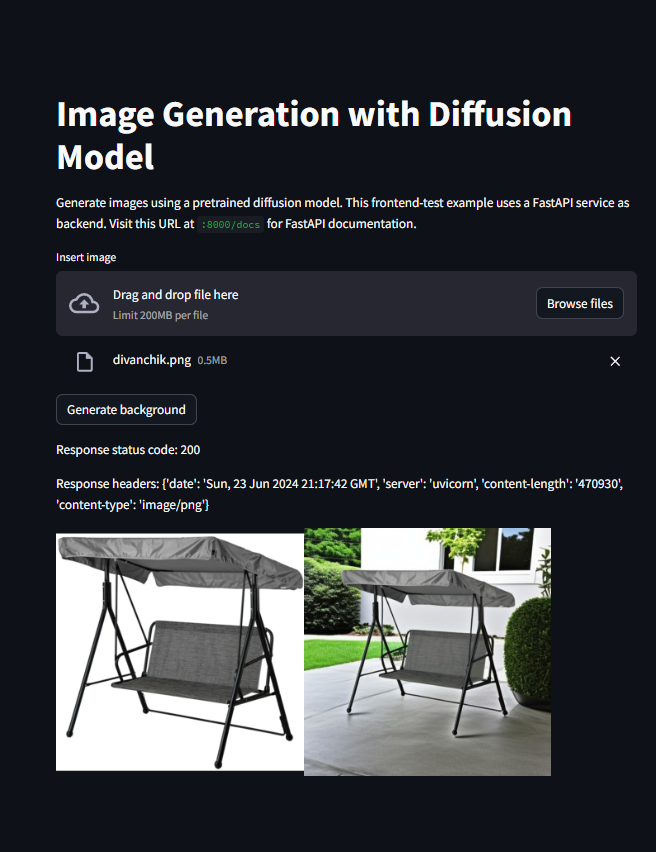 Image Generation with Diffusion
Model
Generate images using a pretrained diffusion model. This frontend-test example uses a FastAPI service as
backend. Visit this URL at :8000/docs for FastAPI documentation.
Insert image
Drag and drop file here
Limit 200MB per file
Browse files
divanchik.png 0.5MB
Generate background
Response status code: 200
Response headers: {'date': 'Sun, 23 Jun 2024 21:17:42 GMT', 'server': 'uvicorn', 'content-length': '470930',
'content-type': 'image/png'}